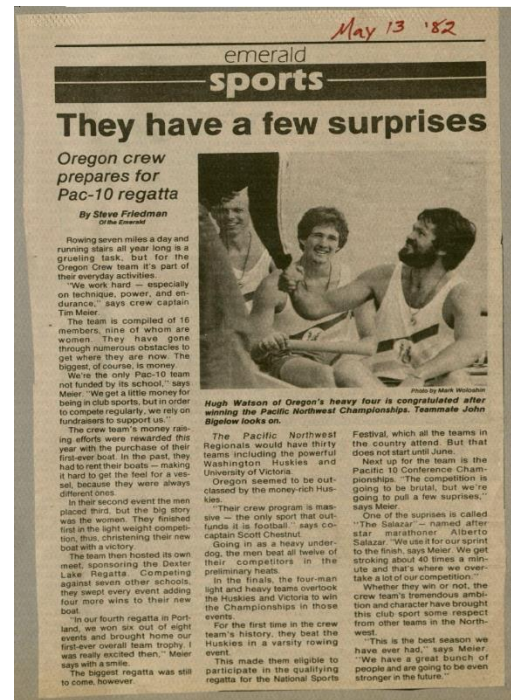 May 13 '82
emerald
sports
They have a few surprises
Oregon crew
prepares for
Pac-10 regatta
By Steve Friedman
Of the Emerald
Rowing seven miles a day and
running stairs all year long is a
grueling task, but for the
Oregon Crew team it's part of
their everyday activities.
"We work hard — especially
on technique, power, and en-
durance," says crew captain
Tim Meier.
The team is compiled of 16
members, nine of whom are
women. They have gone
through numerous obstacles to
get where they are now. The
biggest, of course, is money.
We're the only Pac-10 team
not funded by its school," says
Meier. "We get a little money for
being in club sports, but in order
to compete regularly, we rely on
fundraisers to support us."
The crew team's money rais-
ing efforts were rewarded this
year with the purchase of their
first-ever boat. In the past, they
had to rent their boats — making
it hard to get the feel for a ves-
sel, because they were always
different ones.
In their second event the men
placed third, but the big story
was the women. They finished
first in the light weight competi-
tion, thus, christening their new
boat with a victory.
The team then hosted its own
meet, sponsoring the Dexter
Lake Regatta. Competing
against seven other schools,
they swept every event adding
four more wins to their new
boat.
"In our fourth regatta in Port-
land, we won six out of eight
events and brought home our
first-ever overall team trophy. I
was really excited then," Meier
says with a smile.
The biggest regatta was still
to come, however.
Photo by Mark Woloshin
Hugh Watson of Oregon's heavy four is congratulated after
winning the Pacific Northwest Championships. Teammate John
Bigelow looks on.
The Pacific Northwest
Regionals would have thirty
teams including the powerful
Washington Huskies and
University of Victoria.
Oregon seemed to be out-
classed by the money-rich Hus-
kies.
"Their crew program is mas-
sive — the only sport that out-
funds it is football," says co-
captain Scott Chestnut.
Going in as a heavy under-
dog, the men beat all twelve of
their competitors in the
preliminary heats.
In the finals, the four-man
light and heavy teams overtook
the Huskies and Victoria to win
the Championships in those
events.
For the first time in the crew
team's history, they beat the
Huskies in a varsity rowing
event.
This made them eligible to
participate in the qualifying
regatta for the National Sports
Festival, which all the teams in
the country attend. But that
does not start until June.
Next up for the team is the
Pacific 10 Conference Cham-
pionships. "The competition is
going to be brutal, but we're
going to pull a few suprises,"
says Meier.
One of the suprises is called
"The Salazar" — named after
star marathoner Alberto
Salazar. "We use it for our sprint
to the finish, says Meier. We get
stroking about 40 times a min-
ute and that's where we over-
take a lot of our competition."
Whether they win or not, the
crew team's tremendous ambi-
tion and character have brought
this club sport some respect
from other teams in the North-
west.
"This is the best season we
have ever had," says Meier.
"We have a great bunch of
people and are going to be even
stronger in the future."